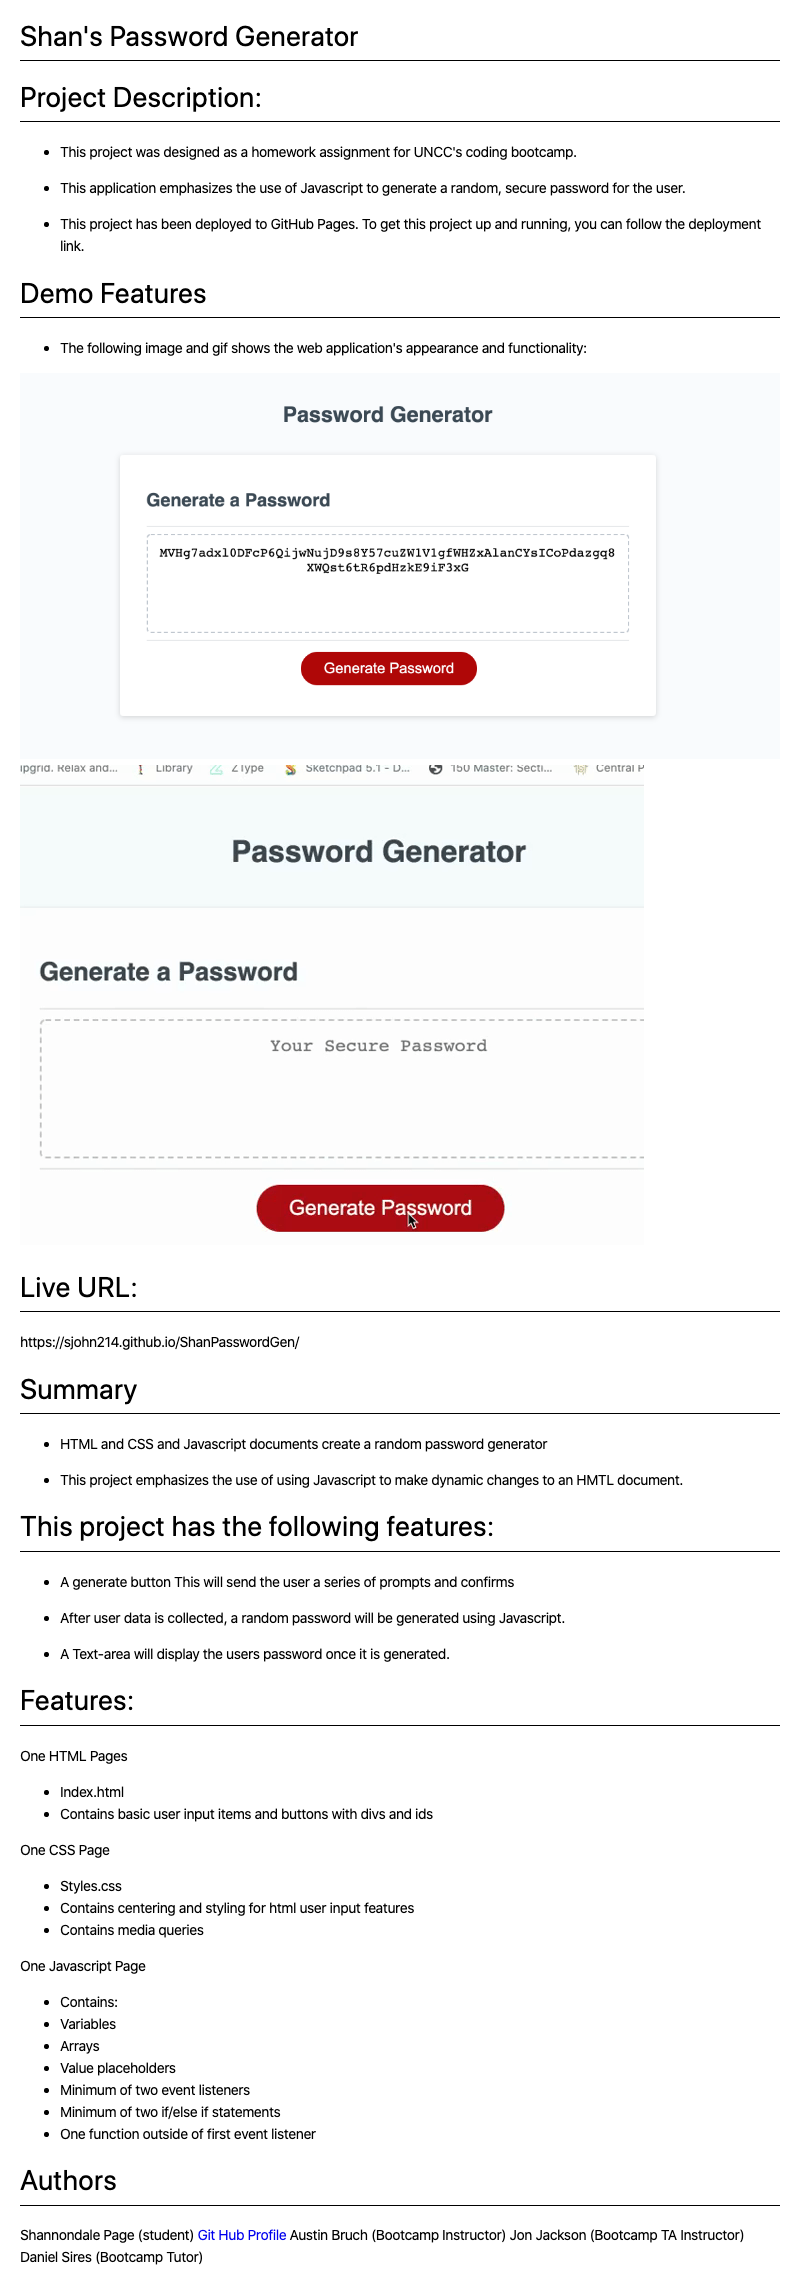 Shan's Password Generator
Project Description:
This project was designed as a homework assignment for UNCC's coding bootcamp.
This application emphasizes the use of Javascript to generate a random, secure password for the user.
This project has been deployed to GitHub Pages. To get this project up and running, you can follow the deployment
link.
Demo Features
The following image and gif shows the web application's appearance and functionality:
Password Generator
Generate a Password
MVHg7adxl0DFcP6QijwNujD9s8Y57cuZW1V1gfWHZxAlanCYsICoPdazgq8
XWQst6tR6pdHzkE9iF3xG
Generate Password
ipgrid. Relax and... Library ZType Sketchpad 5.1 - D... 150 Master: Secti... Central P
Password Generator
Generate a Password
Your Secure Password
Generate Password
Live URL:
https://sjohn214.github.io/ShanPasswordGen/
Summary
HTML and CSS and Javascript documents create a random password generator
This project emphasizes the use of using Javascript to make dynamic changes to an HMTL document.
This project has the following features:
A generate button This will send the user a series of prompts and confirms
After user data is collected, a random password will be generated using Javascript.
A Text-area will display the users password once it is generated.
Features:
One HTML Pages
Index.html
Contains basic user input items and buttons with divs and ids
One CSS Page
Styles.css
Contains centering and styling for html user input features
Contains media queries
One Javascript Page
Contains:
Variables
Arrays
Value placeholders
Minimum of two event listeners
Minimum of two if/else if statements
One function outside of first event listener
Authors
Shannondale Page (student) Git Hub Profile Austin Bruch (Bootcamp Instructor) Jon Jackson (Bootcamp TA Instructor)
Daniel Sires (Bootcamp Tutor)